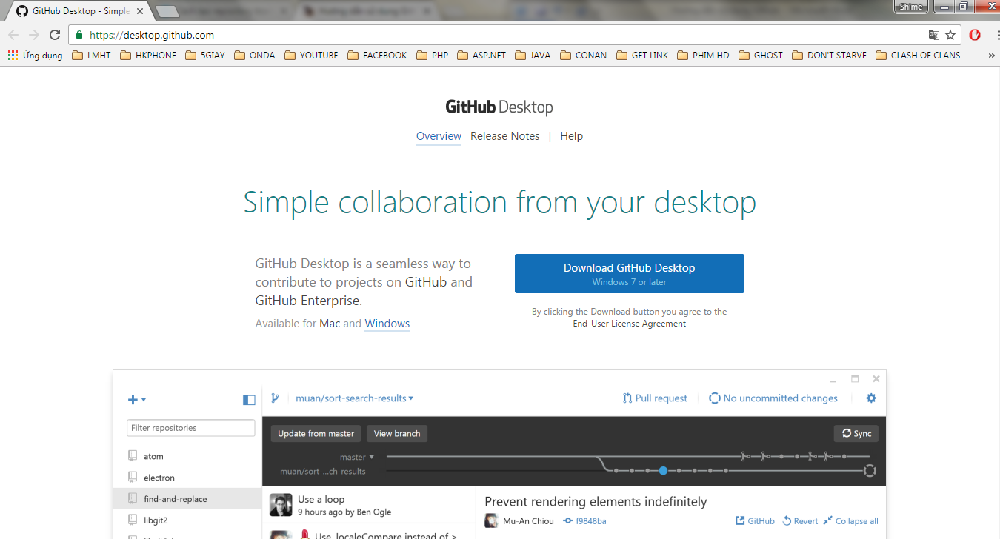 GitHub Desktop - Simple
Shime
https://desktop.github.com
Ứng dụng LMHT HKPHONE 5GIAY ONDA YOUTUBE FACEBOOK PHP ASP.NET JAVA CONAN GET LINK PHIM HD GHOST DON'T STARVE CLASH OF CLANS »
GitHub Desktop
Overview Release Notes | Help
Simple collaboration from your desktop
GitHub Desktop is a seamless way to
contribute to projects on GitHub and
GitHub Enterprise.
Available for Mac and Windows
Download GitHub Desktop
Windows 7 or later
By clicking the Download button you agree to the
End-User License Agreement
muan/sort-search-results Pull request No uncommitted changes
Filter repositories
atom
electron
find-and-replace
libgit2
Update from master View branch Sync
master
muan/sort-...ch-results
Use a loop
9 hours ago by Ben Ogle
Use localeCompare instead of >
Prevent rendering elements indefinitely
Mu-An Chiou f9848ba GitHub Revert Collapse all